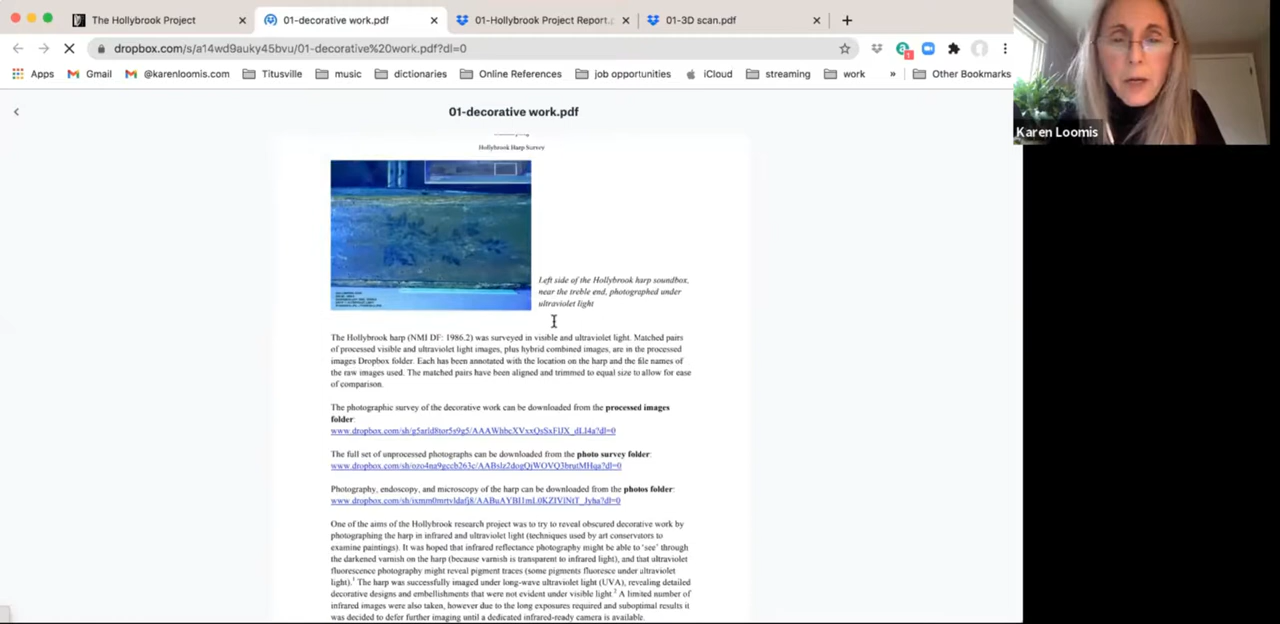 The Hollybrook Project
01-decorative work.pdf
01-Hollybrook Project Report.
01-3D scan.pdf
dropbox.com/s/a14wd9auky45bvu/01-decorative%20work.pdf?dl=0
Apps Gmail @karenloomis.com Titusville music dictionaries Online References job opportunities iCloud streaming work » Other Bookmarks
Karen Loomis
01-decorative work.pdf
Hollybrook Harp Survey
Left side of the Hollybrook harp soundbox,
near the treble end, photographed under
ultraviolet light
The Hollybrook harp (NMI DF: 1986.2) was surveyed in visible and ultraviolet light. Matched pairs
of processed visible and ultraviolet light images, plus hybrid combined images, are in the processed
images Dropbox folder. Each has been annotated with the location on the harp and the file names of
the raw images used. The matched pairs have been aligned and trimmed to equal size to allow for ease
of comparison.
The photographic survey of the decorative work can be downloaded from the processed images
folder:
The full set of unprocessed photographs can be downloaded from the photo survey folder:
Photography, endoscopy, and microscopy of the harp can be downloaded from the photos folder:
One of the aims of the Hollybrook research project was to try to reveal obscured decorative work by
photographing the harp in infrared and ultraviolet light (techniques used by art conservators to
examine paintings). It was hoped that infrared reflectance photography might be able to 'see' through
the darkened varnish on the harp (because varnish is transparent to infrared light), and that ultraviolet
fluorescence photography might reveal pigment traces (some pigments fluoresce under ultraviolet
light).1 The harp was successfully imaged under long-wave ultraviolet light (UVA), revealing detailed
decorative designs and embellishments that were not evident under visible light.2 A limited number of
infrared images were also taken, however due to the long exposures required and suboptimal results it
was decided to defer further imaging until a dedicated infrared-ready camera is available.